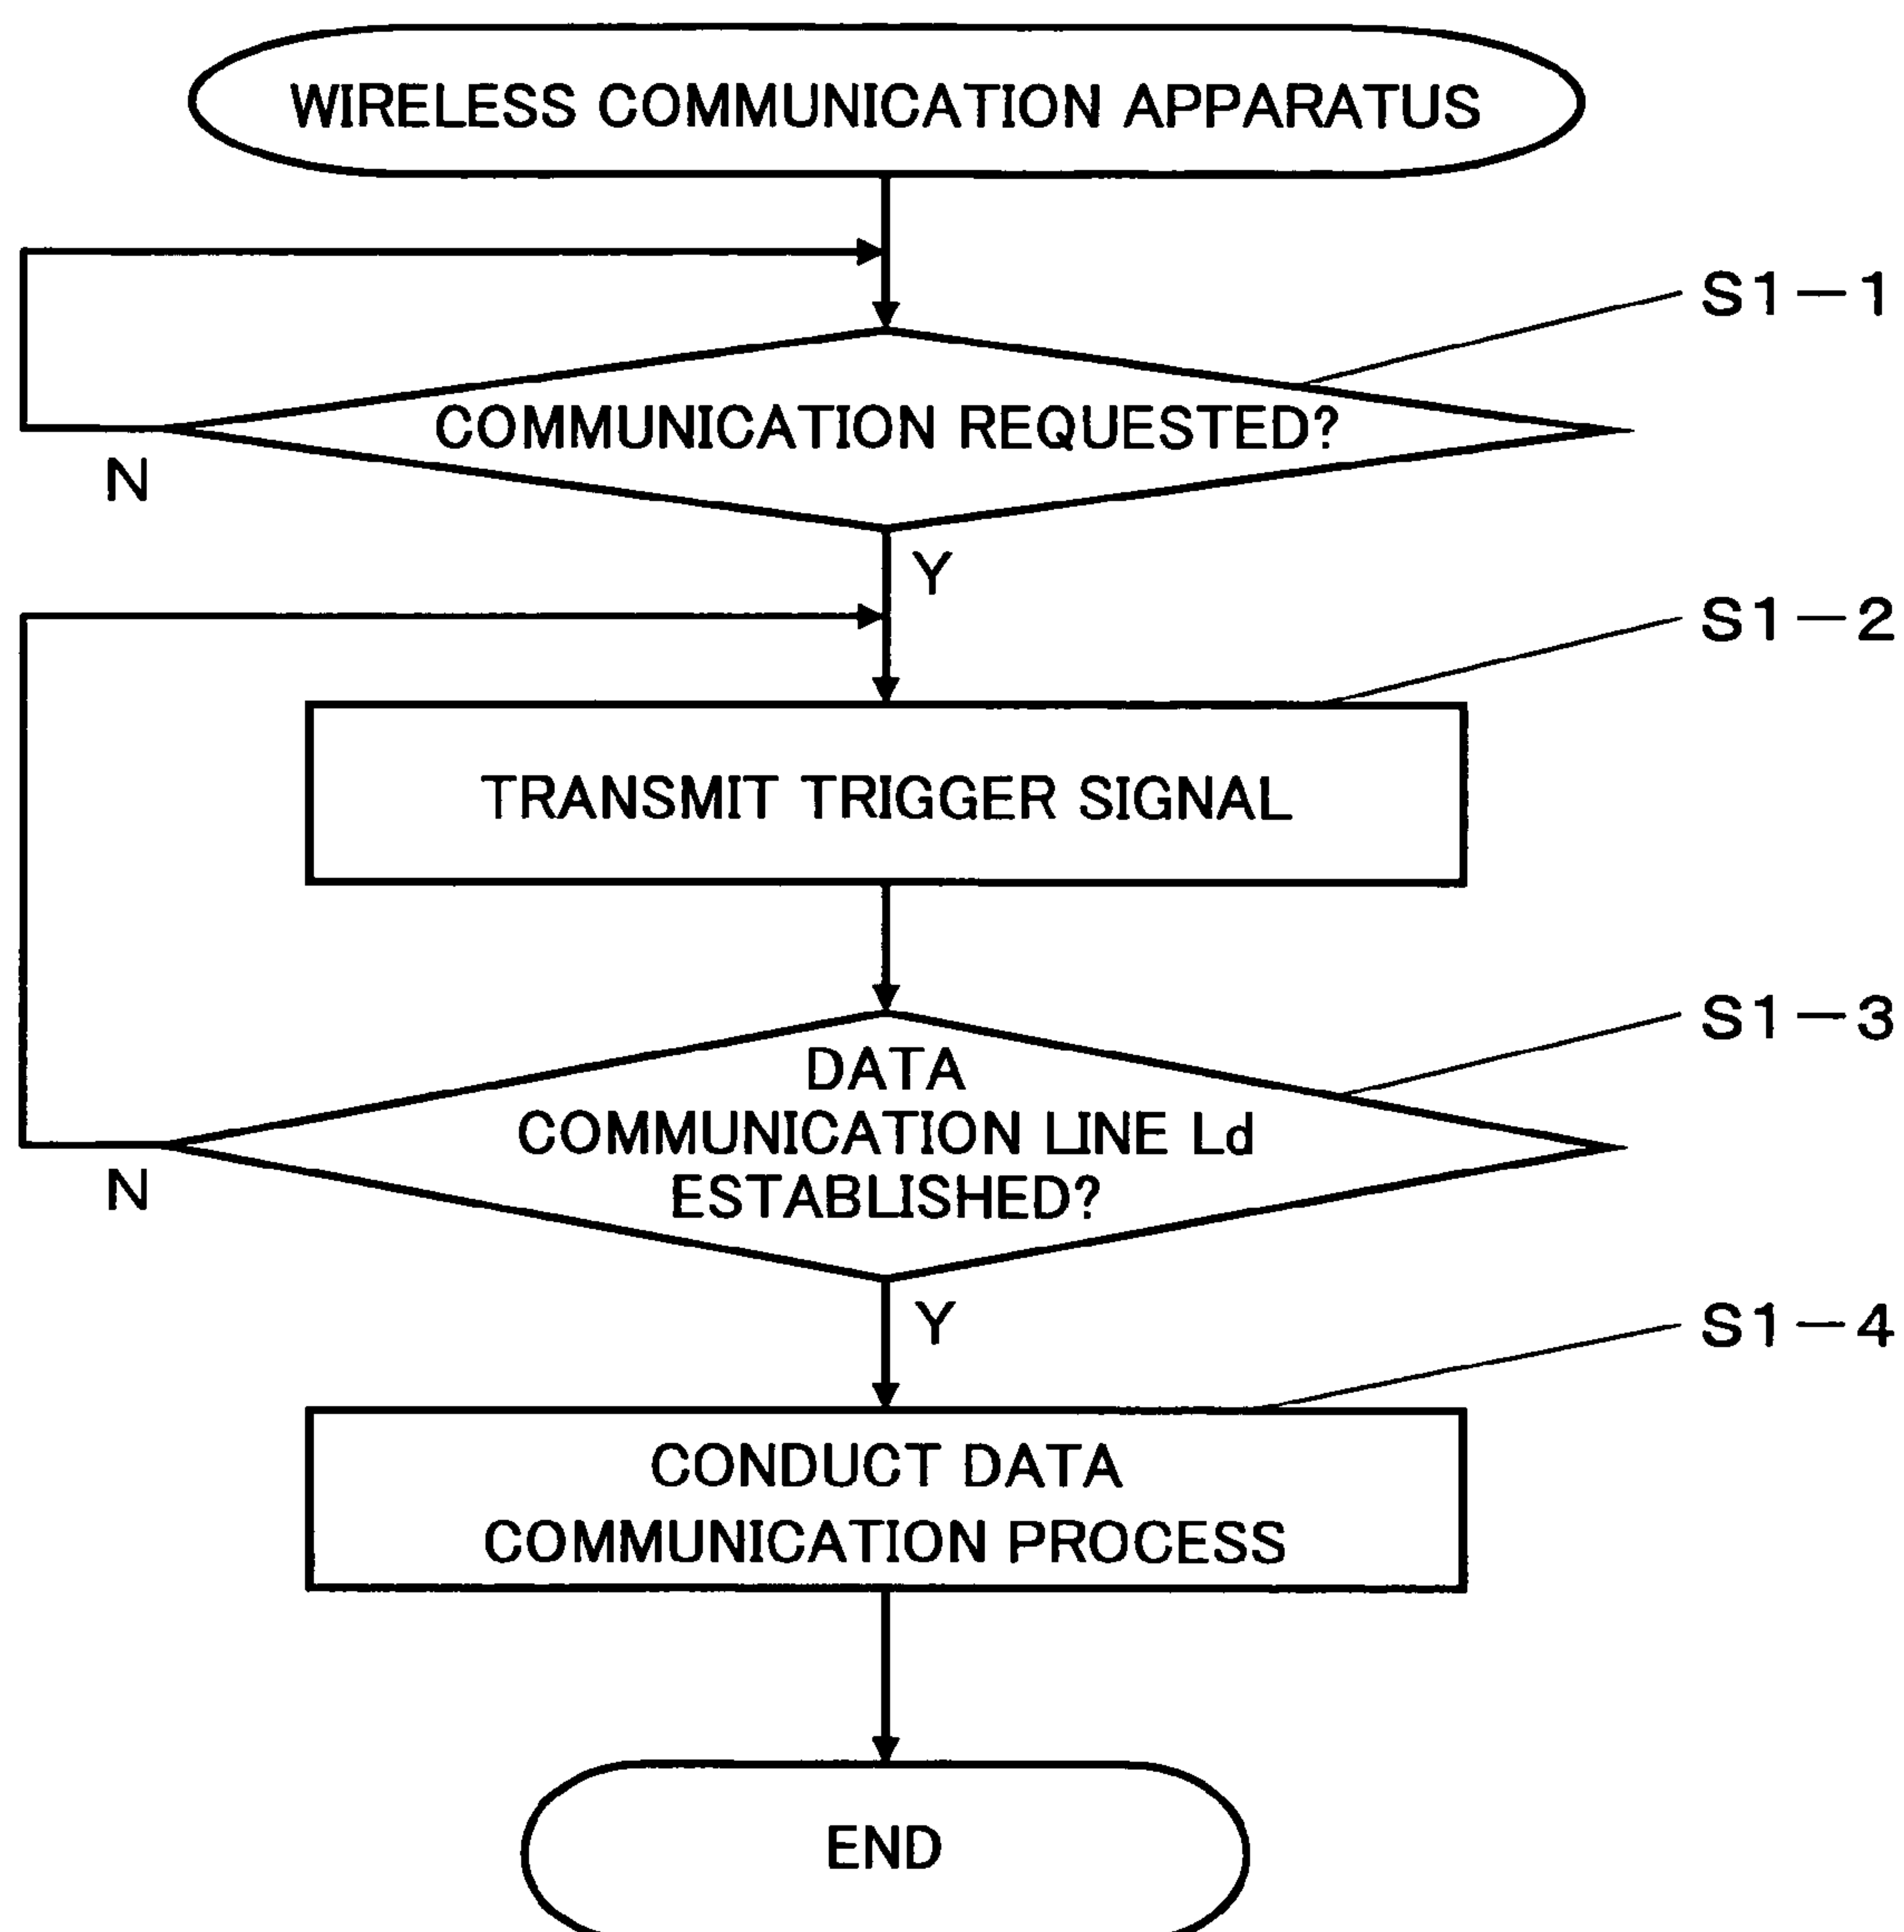 WIRELESS COMMUNICATION APPARATUS
S1-1
COMMUNICATION REQUESTED?
N
Y
S1-2
TRANSMIT TRIGGER SIGNAL
S1-3
DATA
COMMUNICATION LINE Ld
ESTABLISHED?
N
Y
S1-4
CONDUCT DATA
COMMUNICATION PROCESS
END